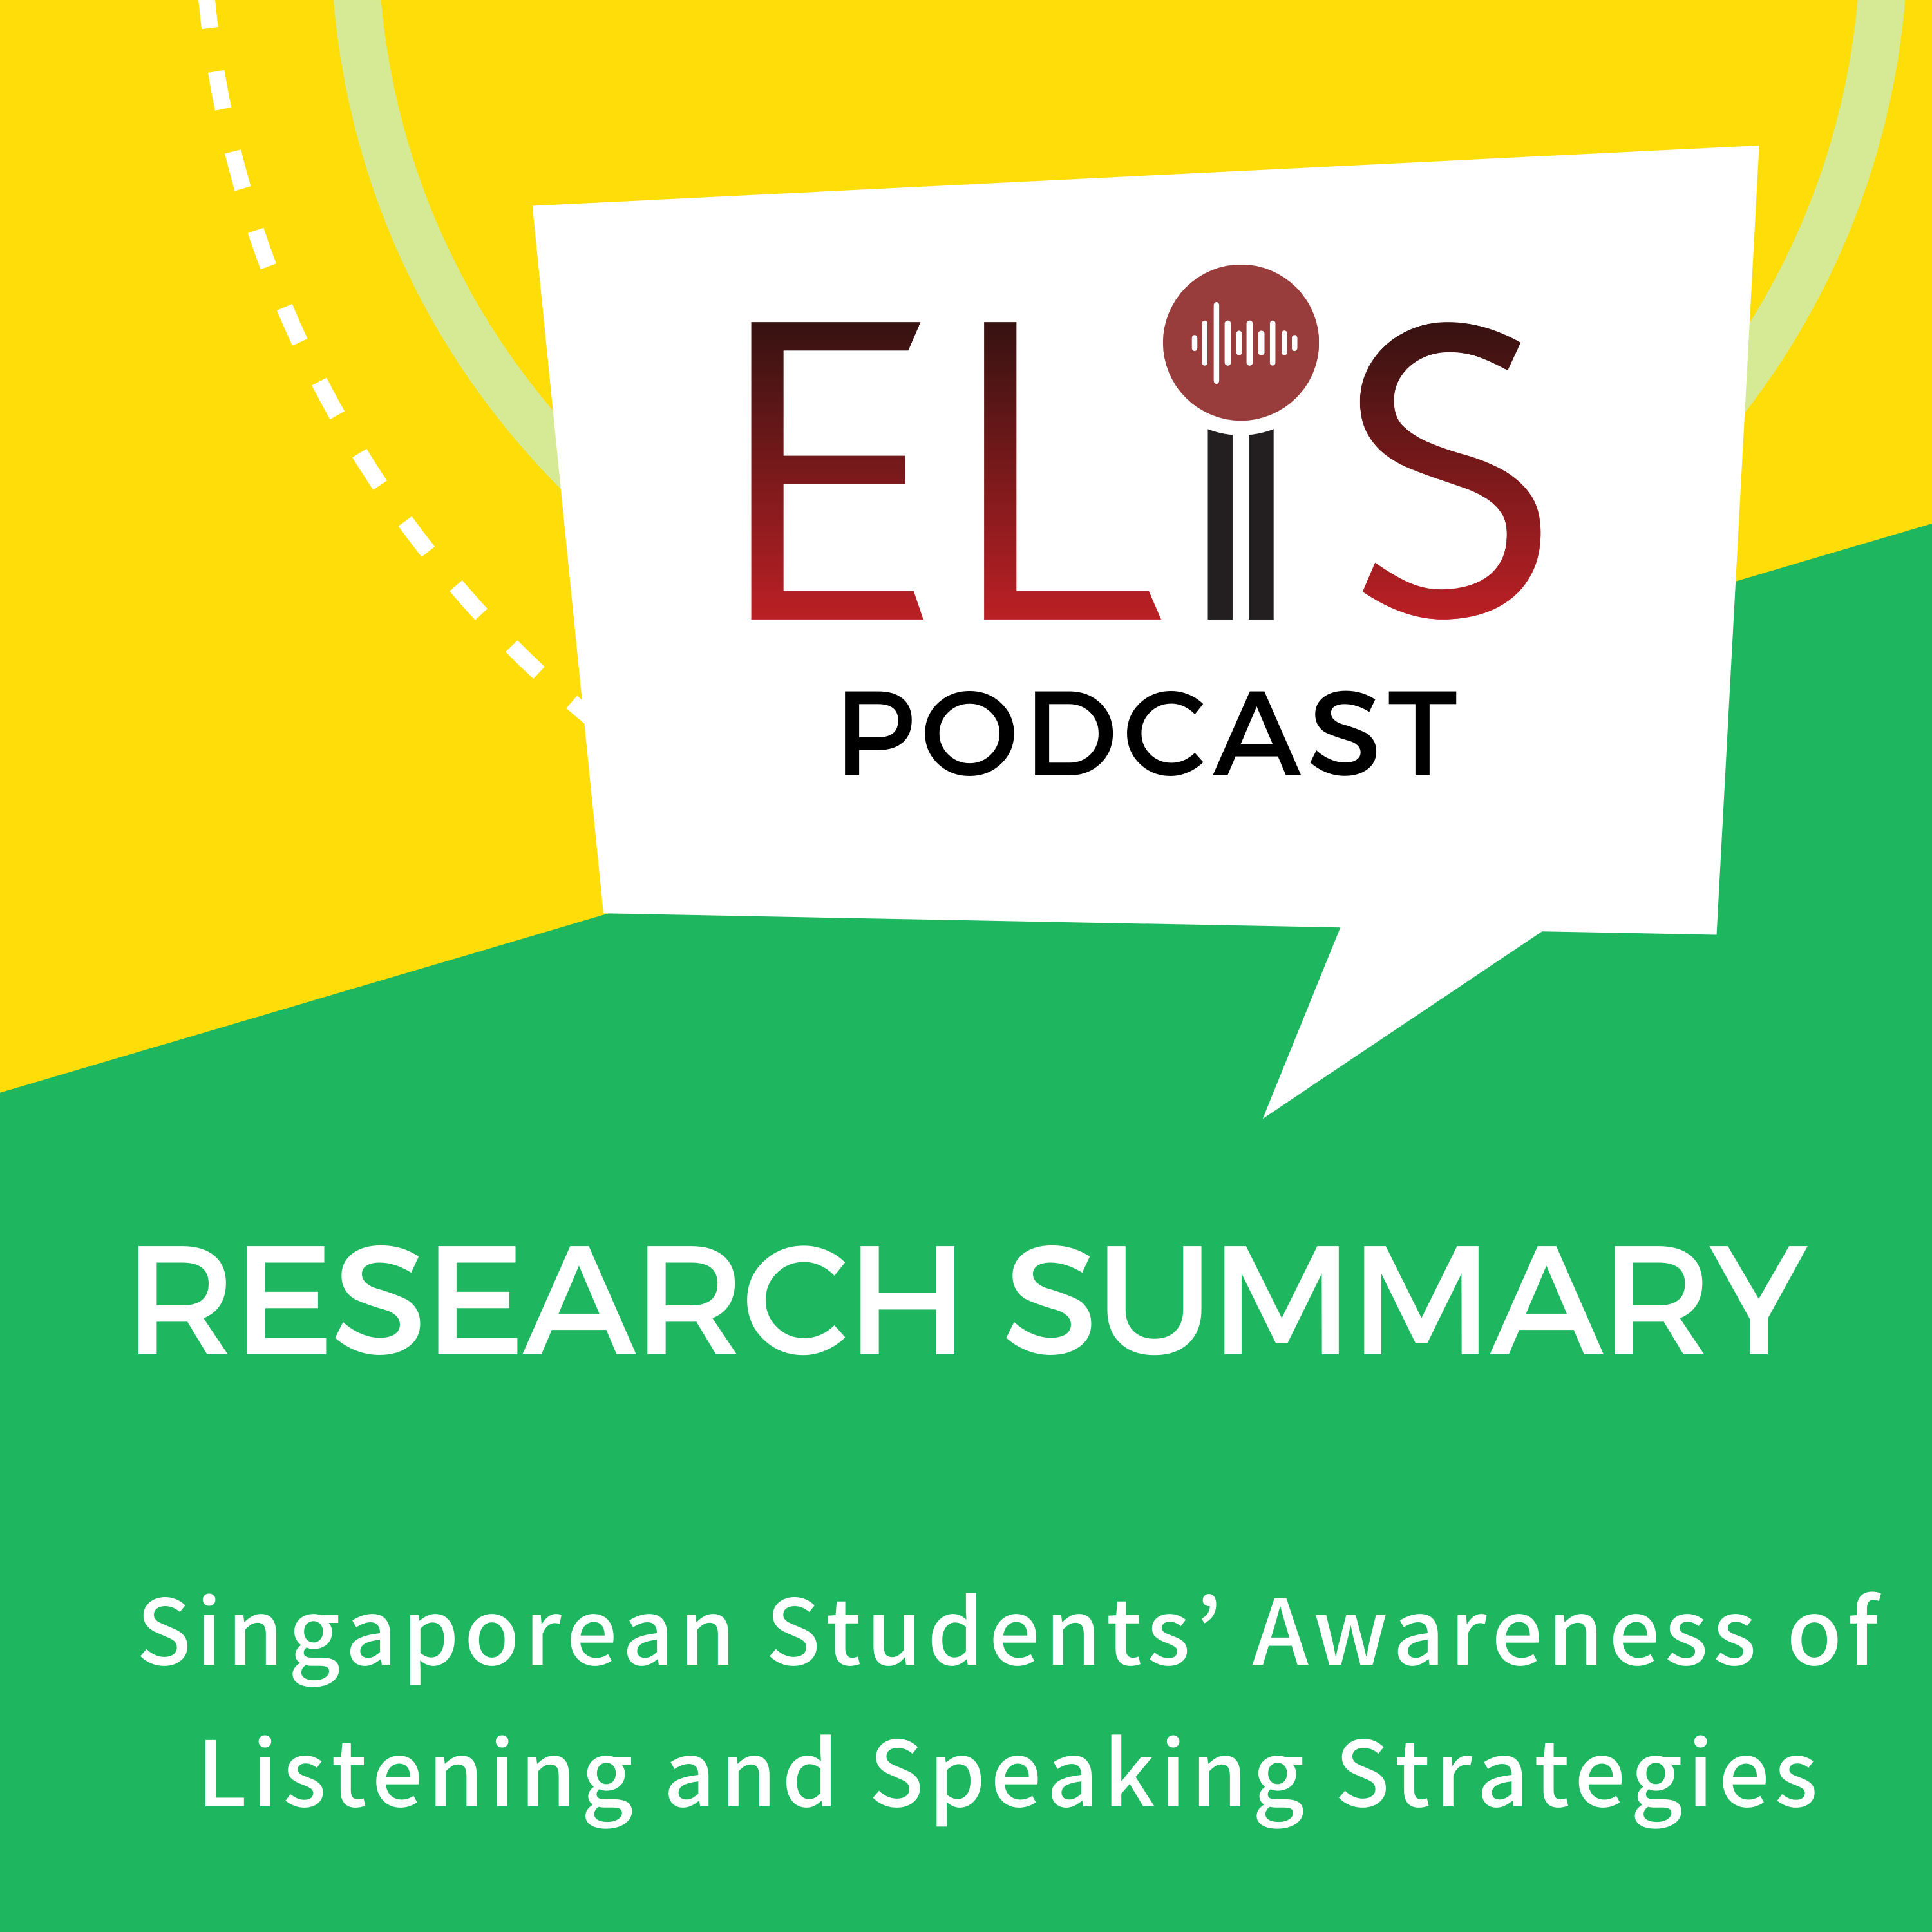 ELiS
PODCAST
RESEARCH SUMMARY
Singaporean Students’ Awareness of
Listening and Speaking Strategies